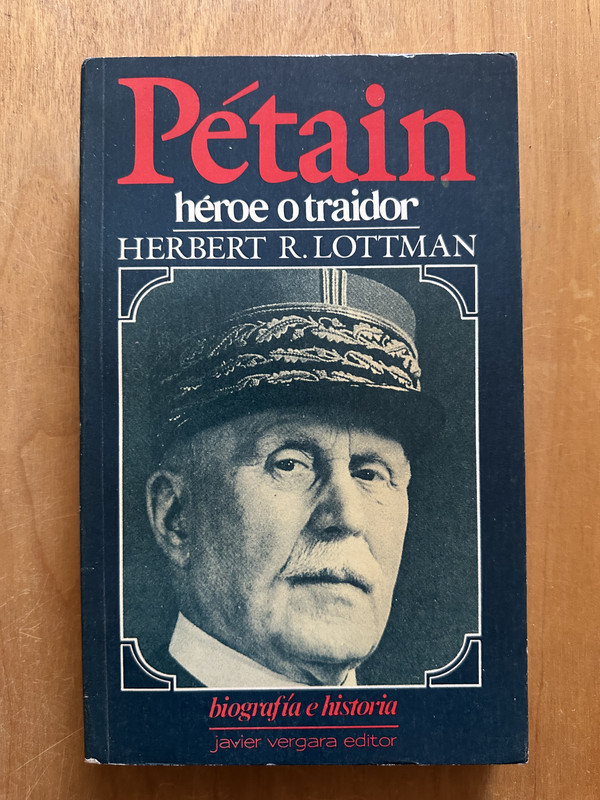 Pétain
héroe o traidor
HERBERT R. LOTTMAN
biografía e historia
javier vergara editor